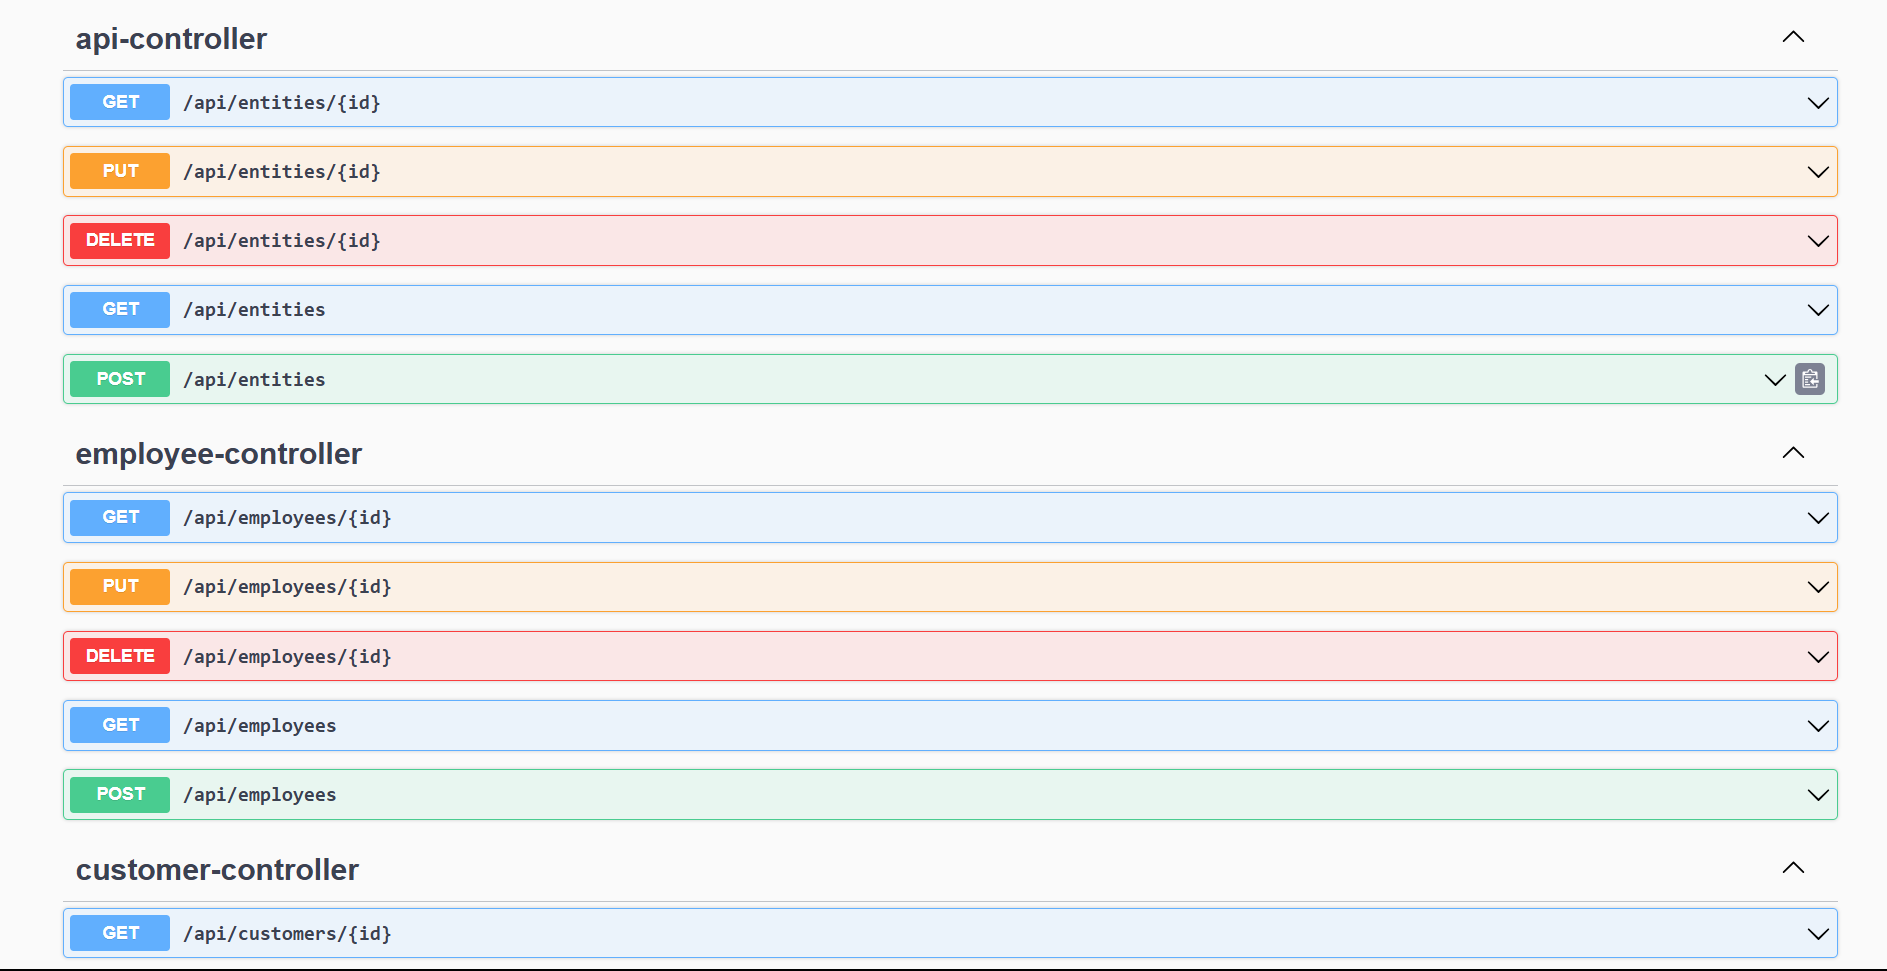 api-controller
GET /api/entities/{id}
PUT /api/entities/{id}
DELETE /api/entities/{id}
GET /api/entities
POST /api/entities
employee-controller
GET /api/employees/{id}
PUT /api/employees/{id}
DELETE /api/employees/{id}
GET /api/employees
POST /api/employees
customer-controller
GET /api/customers/{id}